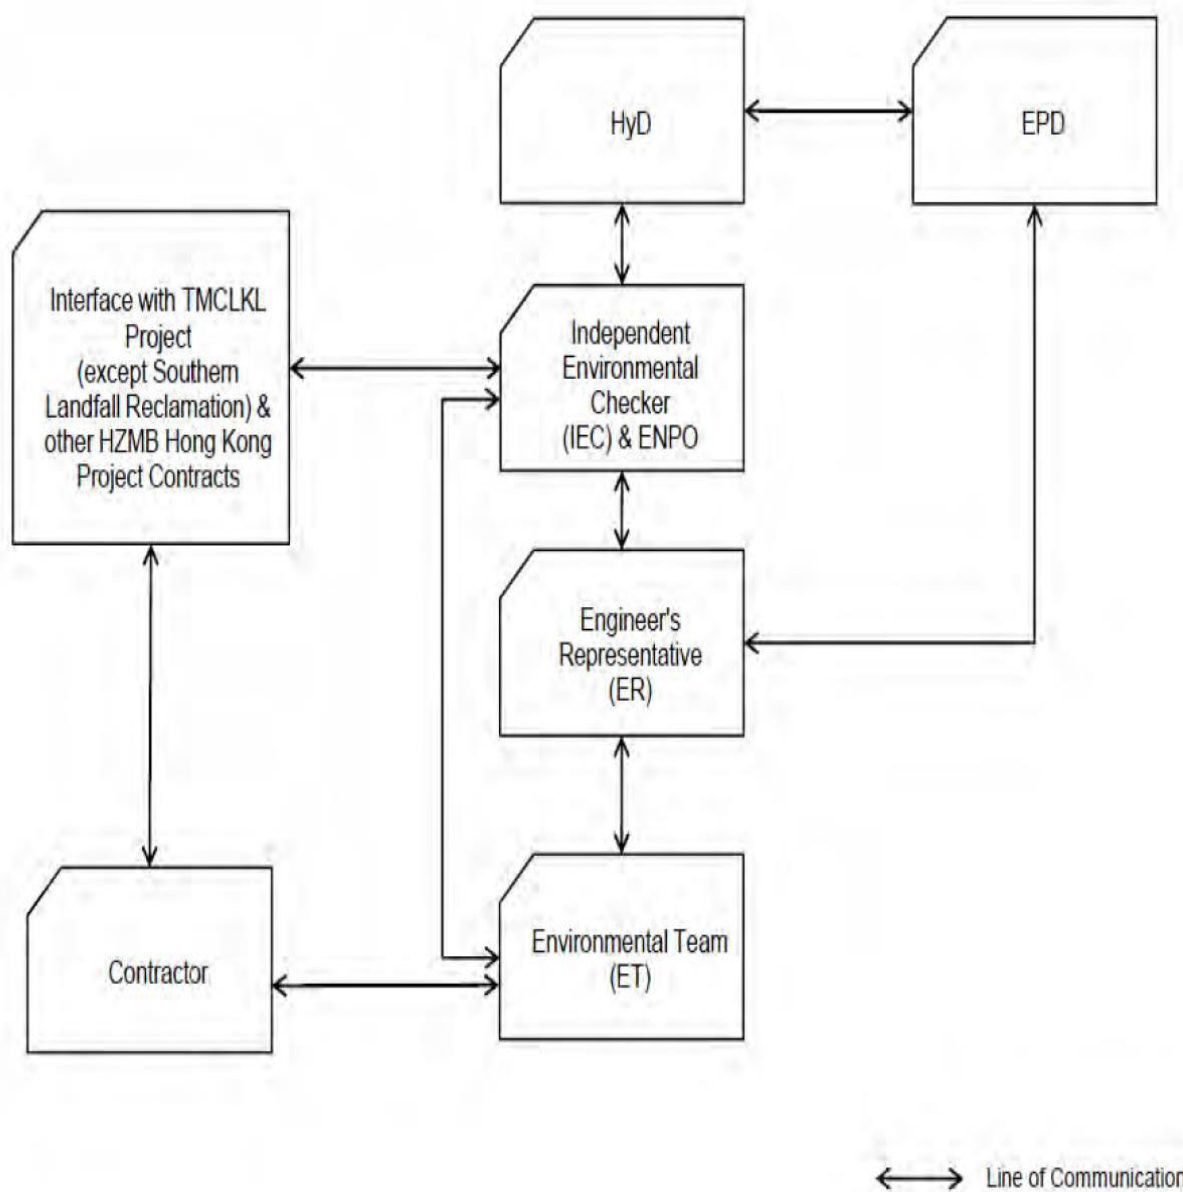 HyD
EPD
Interface with TMCLKL
Project
(except Southern
Landfall Reclamation) &
other HZMB Hong Kong
Project Contracts
Independent
Environmental
Checker
(IEC) & ENPO
Engineer's
Representative
(ER)
Contractor
Environmental Team
(ET)
Line of Communication